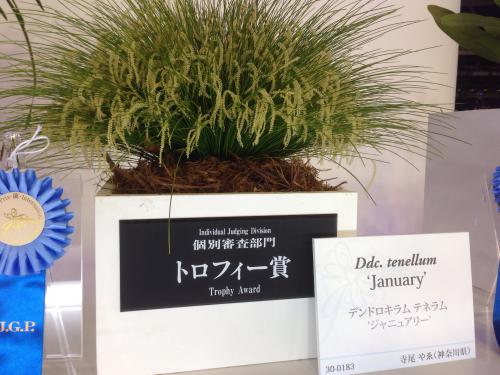 Individual Judging Division
個別審査部門
トロフィー賞
Trophy Award
Ddc. tenellum
'January'
デンドロキラム テネラム
'ジャニュアリー'
寺尾 やゑ（神奈川県）
30-0183
J.G.P.